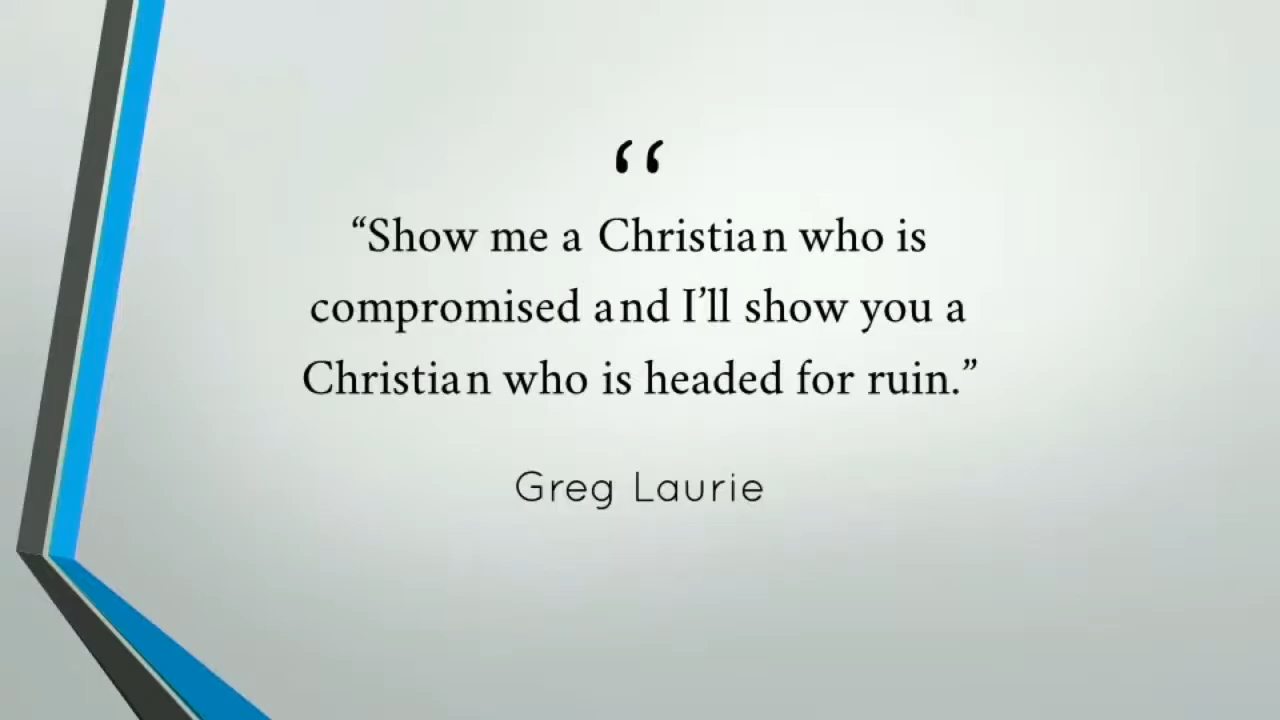 “
“Show me a Christian who is
compromised and I’ll show you a
Christian who is headed for ruin.”
Greg Laurie